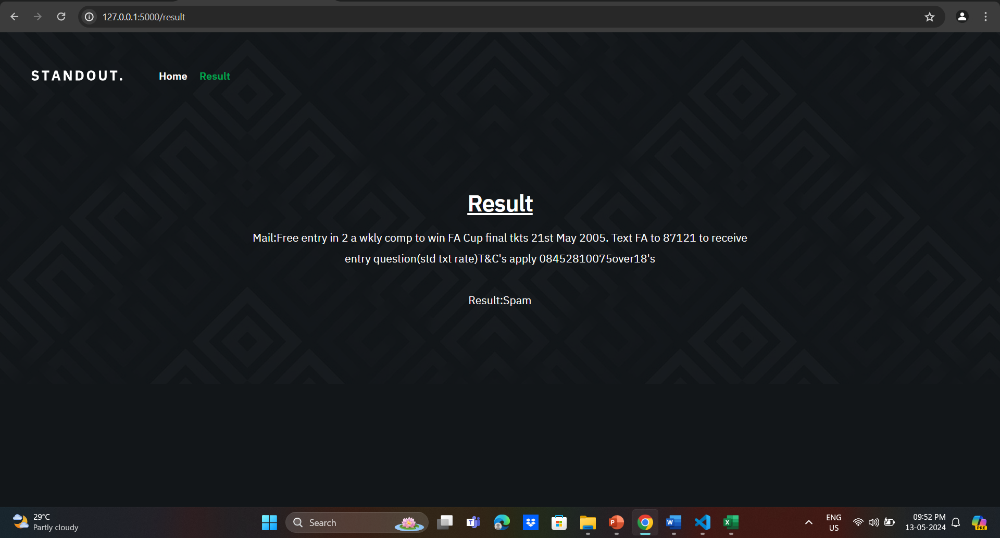 127.0.0.1:5000/result
STANDOUT.
Home
Result
Result
Mail:Free entry in 2 a wkly comp to win FA Cup final tkts 21st May 2005. Text FA to 87121 to receive
entry question(std txt rate)T&C's apply 08452810075over18's
Result:Spam
29°C
Partly cloudy
Search
T
P
W
X
ENG
US
09:52 PM
13-05-2024
PRE